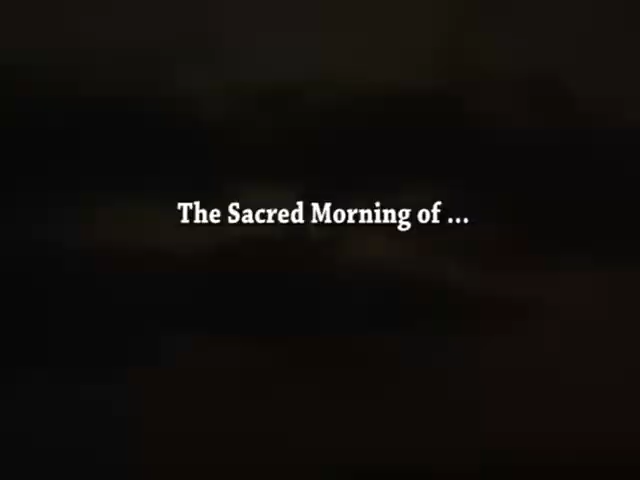 The Sacred Morning of ...